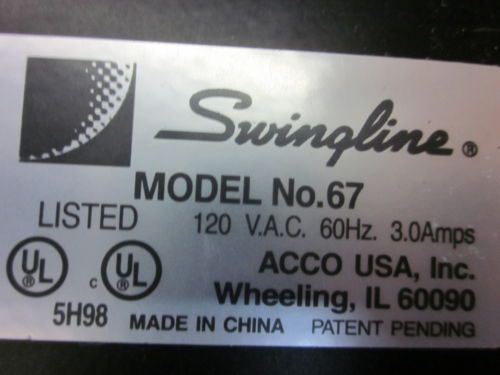 Swingline®
MODEL No.67
LISTED 120 V.A.C. 60Hz. 3.0Amps
UL® c UL® ACCO USA, Inc.
Wheeling, IL 60090
5H98 MADE IN CHINA PATENT PENDING